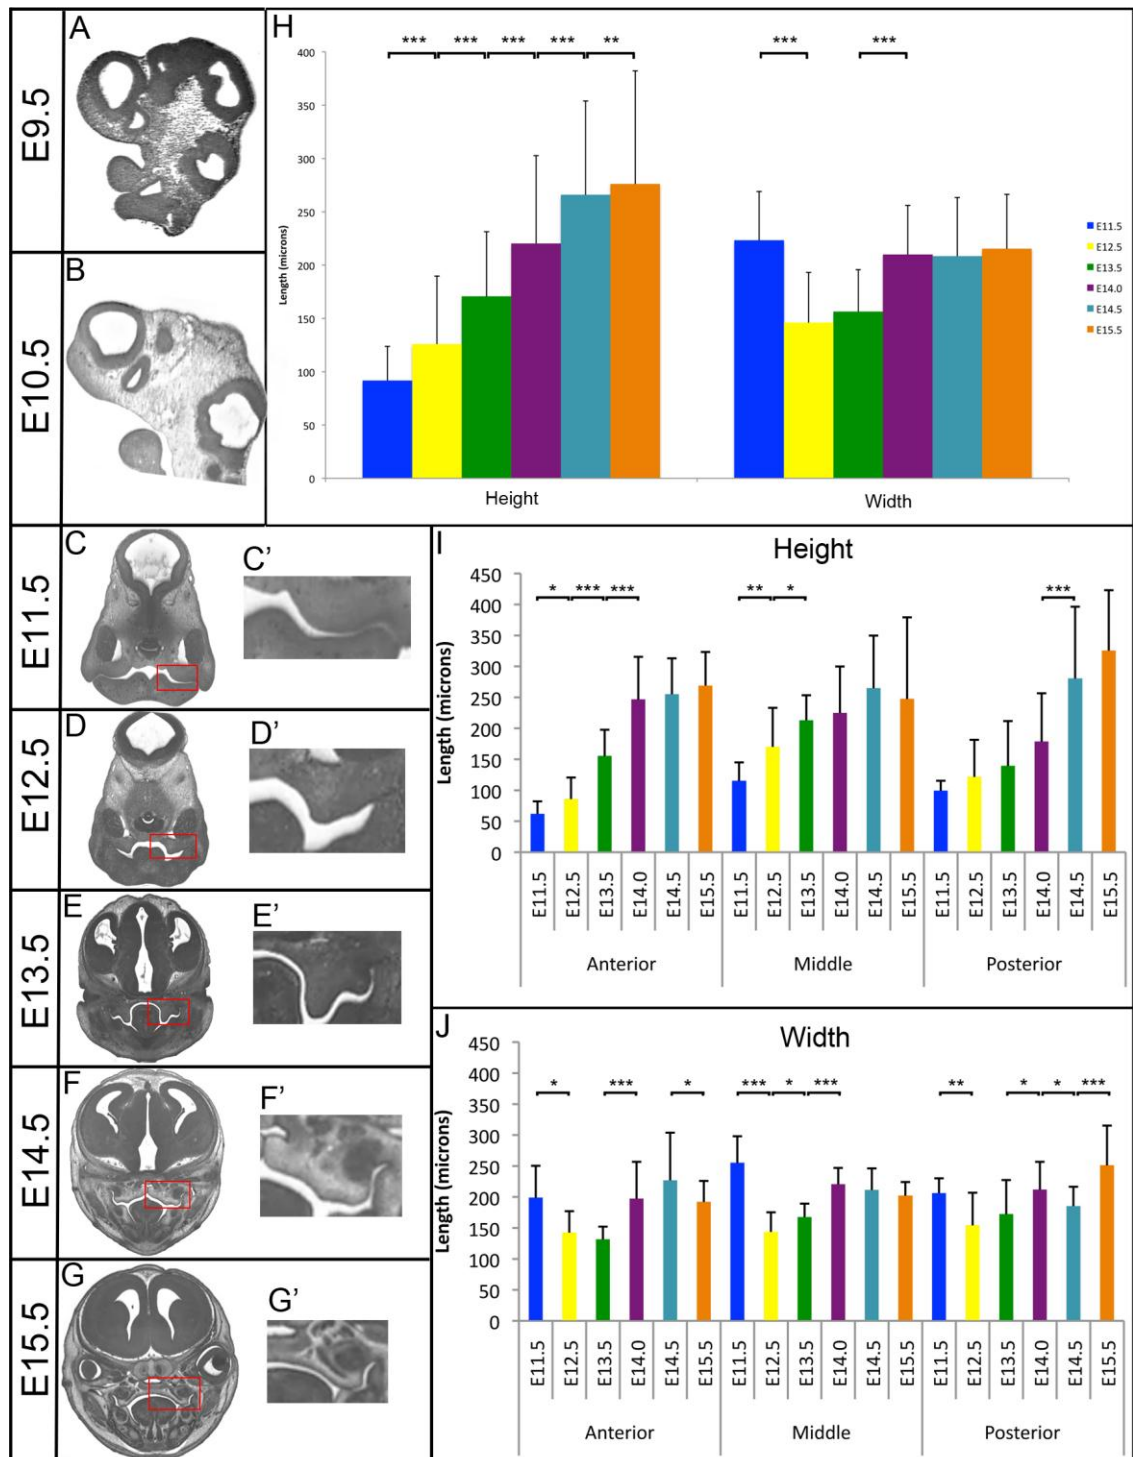 E9.5
A
E10.5
B
H
*** *** *** *** **
*** ***
400
350
300
250
200
150
100
50
0
Length (microns)
Height
Width
E11.5
E12.5
E13.5
E14.0
E14.5
E15.5
E11.5
C
C’
E12.5
D
D’
E13.5
E
E’
E14.5
F
F’
E15.5
G
G’
I
Height
* *** ***
** *
***
450
400
350
300
250
200
150
100
50
0
Length (microns)
E11.5 E12.5 E13.5 E14.0 E14.5 E15.5 E11.5 E12.5 E13.5 E14.0 E14.5 E15.5 E11.5 E12.5 E13.5 E14.0 E14.5 E15.5
Anterior Middle Posterior
J
Width
* *** *
*** * ***
** * * ***
450
400
350
300
250
200
150
100
50
0
Length (microns)
E11.5 E12.5 E13.5 E14.0 E14.5 E15.5 E11.5 E12.5 E13.5 E14.0 E14.5 E15.5 E11.5 E12.5 E13.5 E14.0 E14.5 E15.5
Anterior Middle Posterior